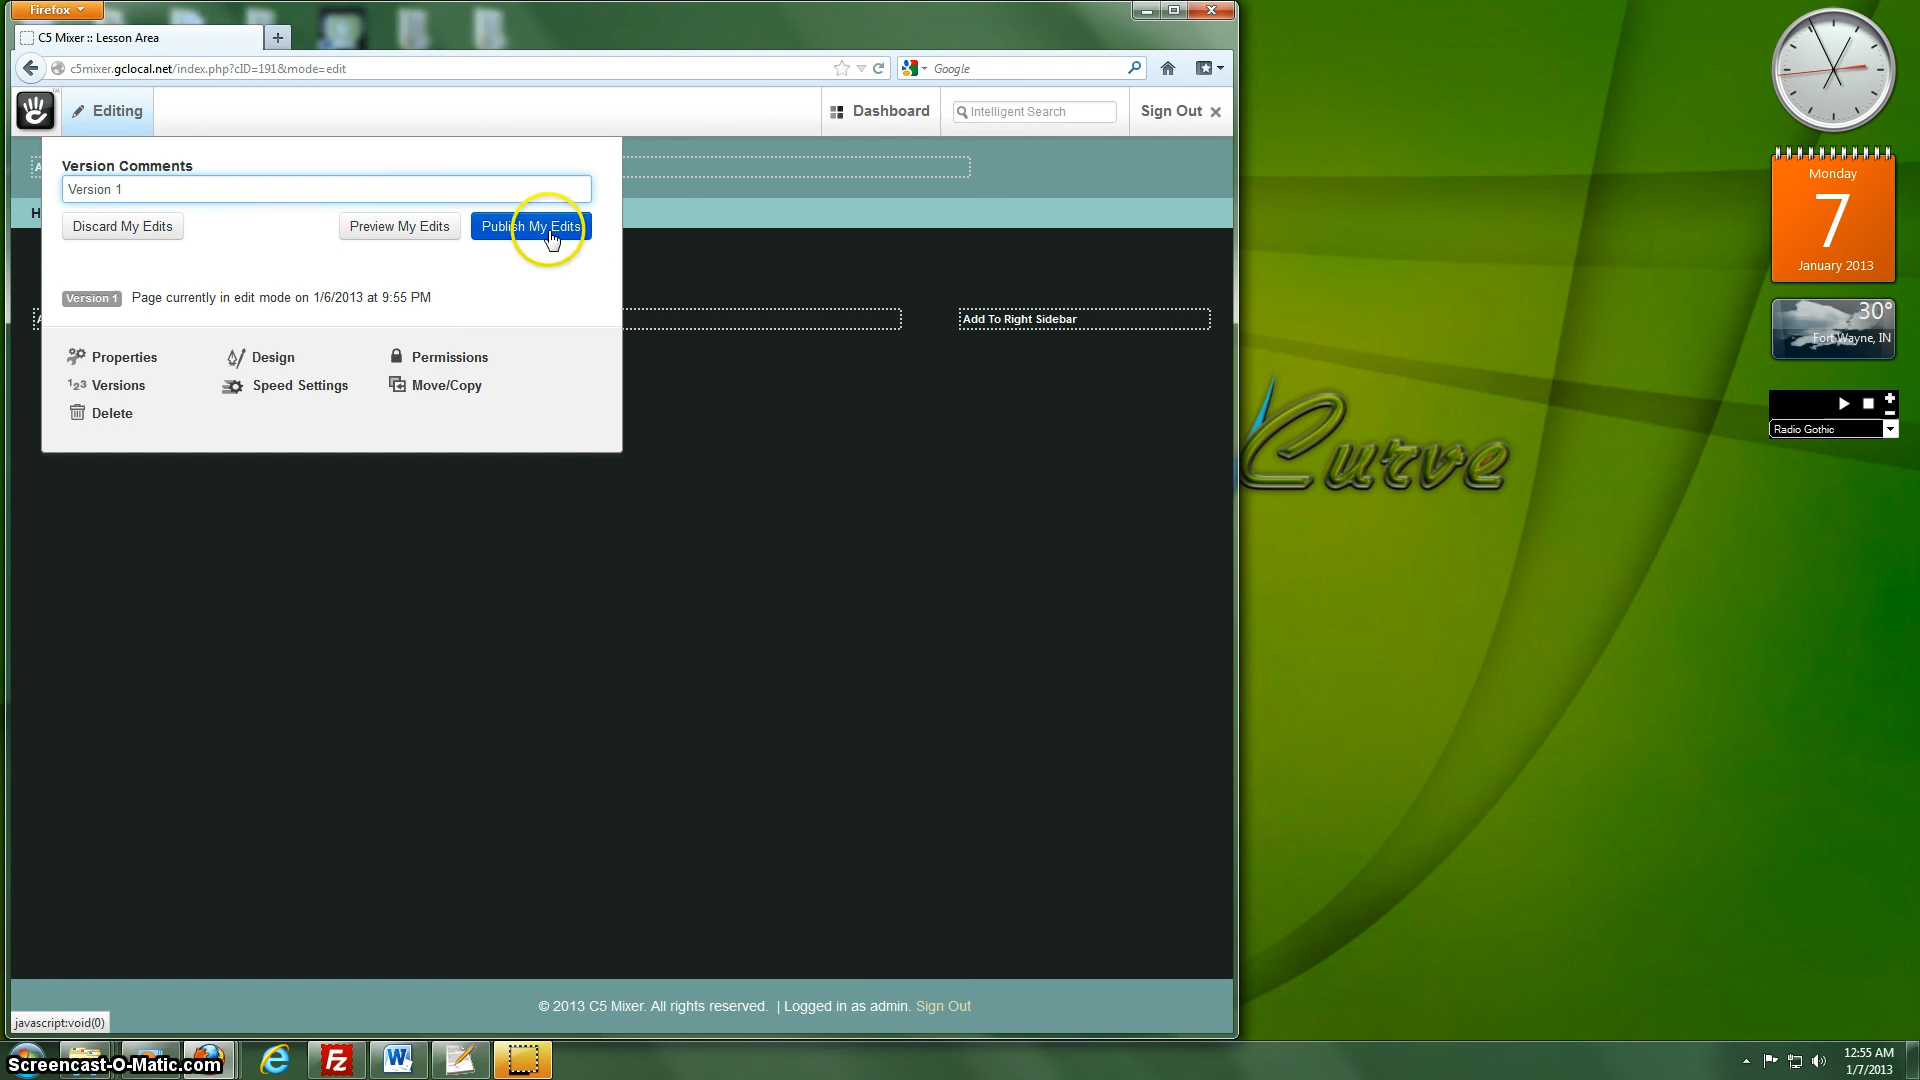 Firefox
C5 Mixer :: Lesson Area
c5mixer.gclocal.net/index.php?cID=191&mode=edit
Google
Editing
Dashboard
Intelligent Search
Sign Out
Version Comments
Version 1
H
Discard My Edits
Preview My Edits
Publish My Edits
Version 1 Page currently in edit mode on 1/6/2013 at 9:55 PM
Add To Right Sidebar
Properties
Design
Permissions
123 Versions
Speed Settings
Move/Copy
Delete
© 2013 C5 Mixer. All rights reserved. | Logged in as admin. Sign Out
javascript:void(0)
Monday
7
January 2013
30°
Fort Wayne, IN
Radio Gothic
Curve
Screencast-O-Matic.com
12:55 AM
1/7/2013